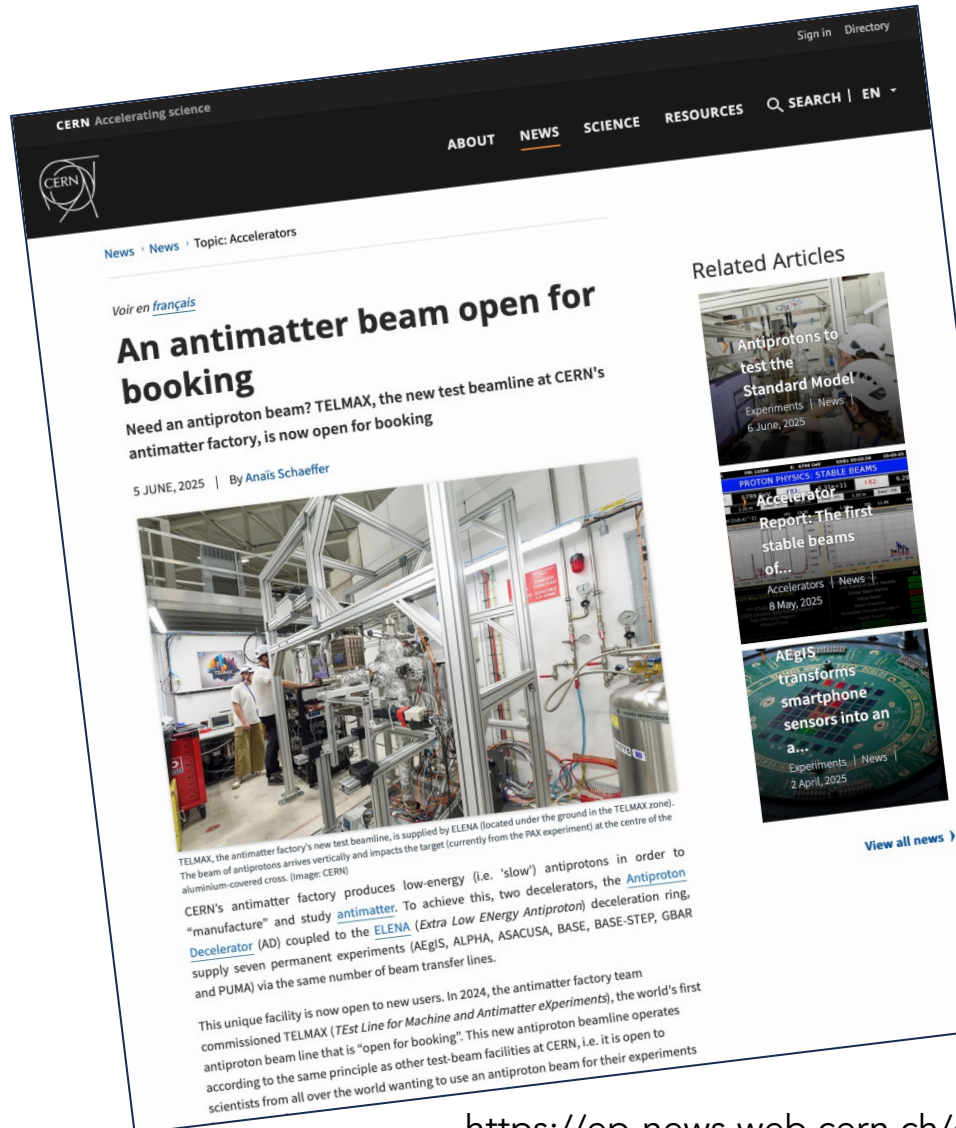 Sign in Directory
CERN Accelerating science
CERN
ABOUT NEWS SCIENCE RESOURCES SEARCH | EN
News › News › Topic: Accelerators
Voir en français
An antimatter beam open for
booking
Need an antiproton beam? TELMAX, the new test beamline at CERN's
antimatter factory, is now open for booking
5 JUNE, 2025 | By Anaïs Schaeffer
TELMAX, the antimatter factory's new test beamline, is supplied by ELENA (located under the ground in the TELMAX zone).
The beam of antiprotons arrives vertically and impacts the target (currently from the PAX experiment) at the centre of the
aluminium-covered cross. (Image: CERN)
CERN's antimatter factory produces low-energy (i.e. 'slow') antiprotons in order to
“manufacture” and study antimatter. To achieve this, two decelerators, the Antiproton
Decelerator (AD) coupled to the ELENA (Extra Low ENergy Antiproton) deceleration ring,
supply seven permanent experiments (AEgIS, ALPHA, ASACUSA, BASE, BASE-STEP, GBAR
and PUMA) via the same number of beam transfer lines.
This unique facility is now open to new users. In 2024, the antimatter factory team
commissioned TELMAX (TEst Line for Machine and Antimatter eXperiments), the world's first
antiproton beam line that is “open for booking”. This new antiproton beamline operates
according to the same principle as other test-beam facilities at CERN, i.e. it is open to
scientists from all over the world wanting to use an antiproton beam for their experiments
Related Articles
Antiprotons to
test the
Standard Model
Experiments | News |
6 June, 2025
PROTON PHYSICS: STABLE BEAMS
Accelerator
Report: The first
stable beams
of...
Accelerators | News |
8 May, 2025
AEgIS
transforms
smartphone
sensors into an
a...
Experiments | News |
2 April, 2025
View all news ›